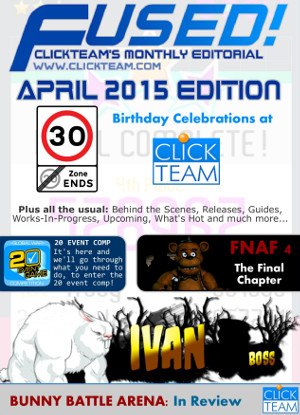 FUSED!
CLICKTEAM'S MONTHLY EDITORIAL
WWW.CLICKTEAM.COM
APRIL 2015 EDITION
30
Zone
ENDS
Birthday Celebrations at
CLICK
TEAM
Plus all the usual: Behind the Scenes, Releases, Guides,
Works-In-Progress, Upcoming, What's Hot and much more...
20 EVENT COMP
It's here and
we'll go through
what you need to
do, to enter the
20 event comp!
FNAF 4
The Final
Chapter
IVAN
BOSS
BUNNY BATTLE ARENA: In Review
CLICK
TEAM